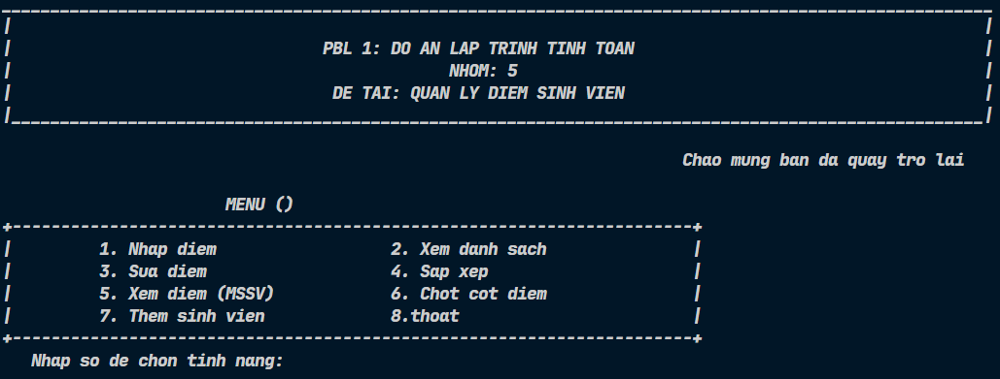 PBL 1: DO AN LAP TRINH TINH TOAN
NHOM: 5
DE TAI: QUAN LY DIEM SINH VIEN
Chao mung ban da quay tro lai
MENU ()
1. Nhap diem 2. Xem danh sach
3. Sua diem 4. Sap xep
5. Xem diem (MSSV) 6. Chot cot diem
7. Them sinh vien 8.thoat
Nhap so de chon tinh nang: